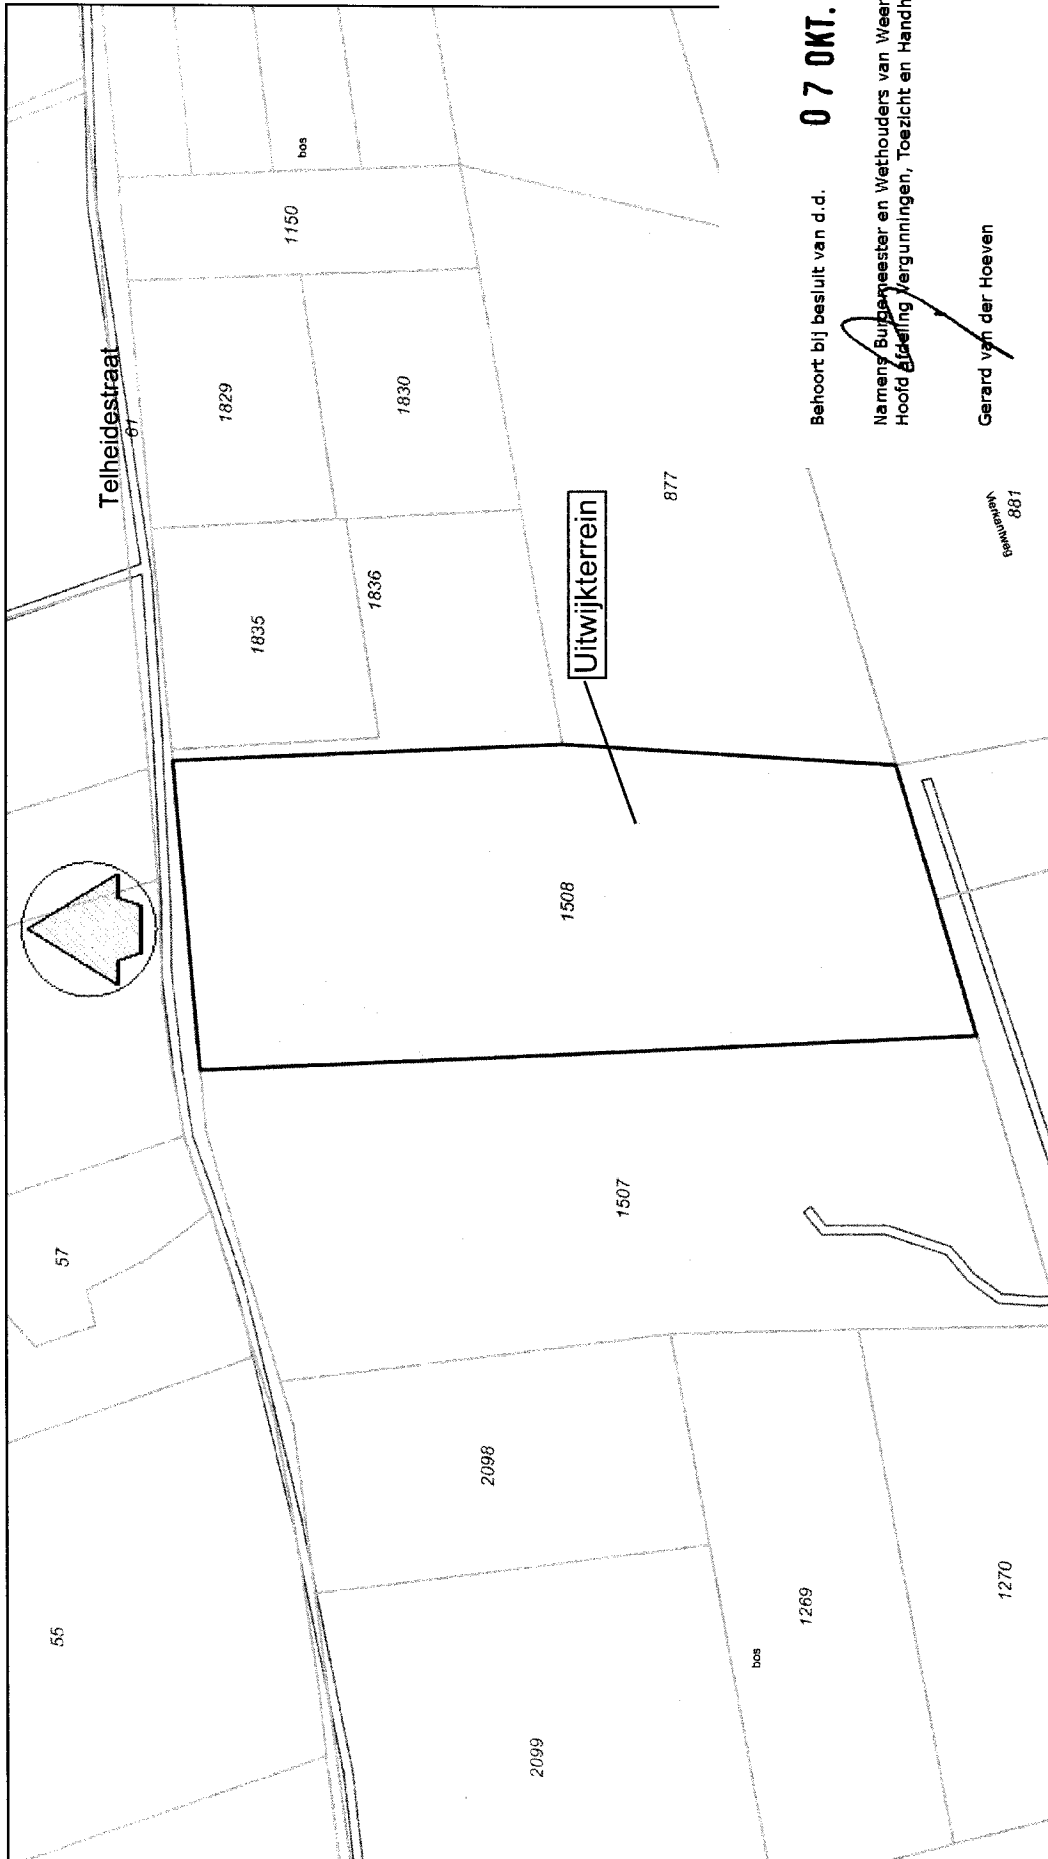 Telheidestraat
61
bos
1150
1829
1830
1835
1836
877
Uitwijkterrein
1508
1507
57
55
2098
2099
bos
1269
1270
881
Behoort bij besluit van d.d. 0 7 OKT.
Namens Burgemeester en Wethouders van Weer
Hoofd afdeling Vergunningen, Toezicht en Handh
Gerard van der Hoeven